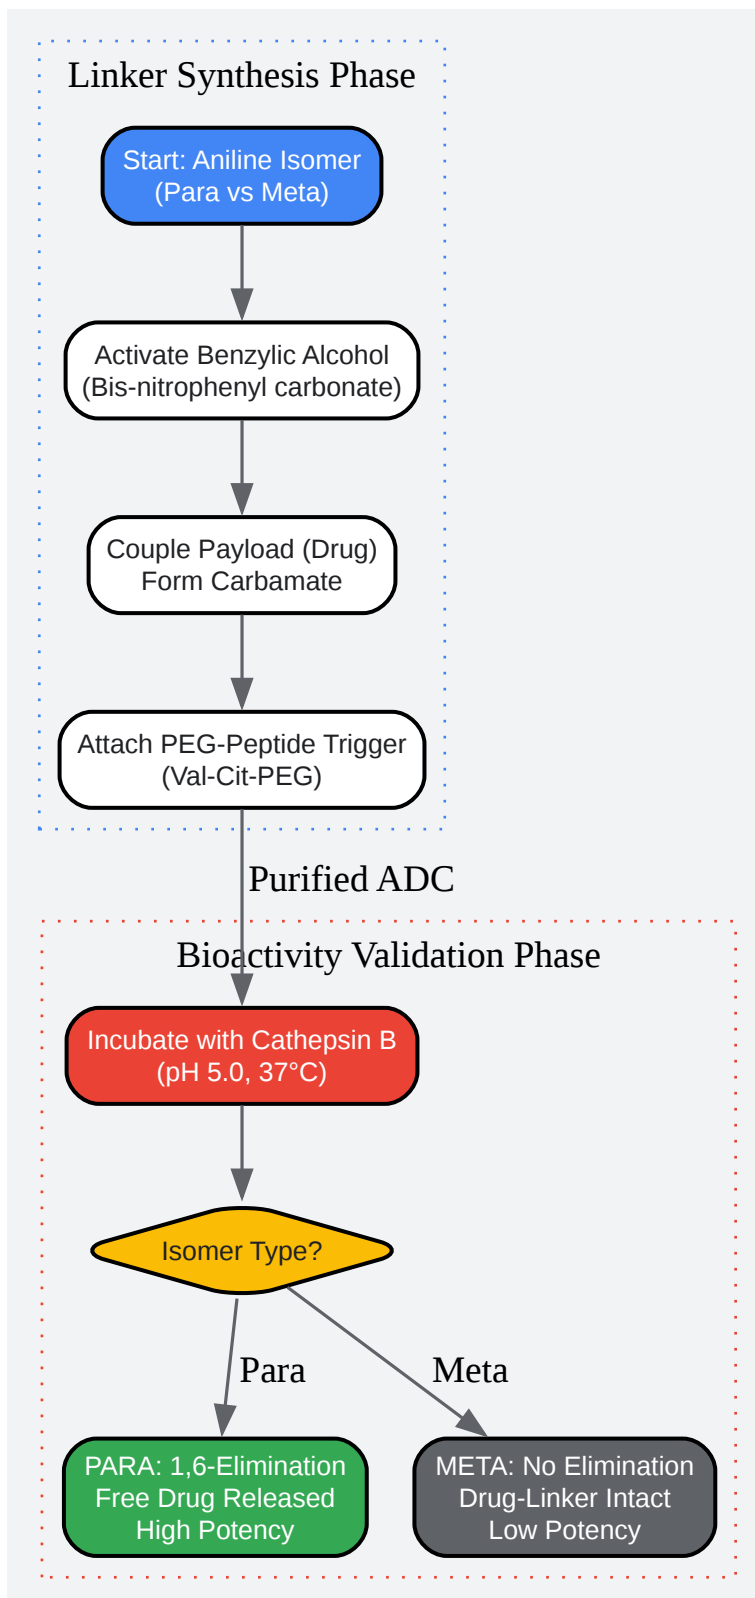 Linker Synthesis Phase
Start: Aniline Isomer
(Para vs Meta)
Activate Benzylic Alcohol
(Bis-nitrophenyl carbonate)
Couple Payload (Drug)
Form Carbamate
Attach PEG-Peptide Trigger
(Val-Cit-PEG)
Purified ADC
Bioactivity Validation Phase
Incubate with Cathepsin B
(pH 5.0, 37°C)
Isomer Type?
Para
Meta
PARA: 1,6-Elimination
Free Drug Released
High Potency
META: No Elimination
Drug-Linker Intact
Low Potency